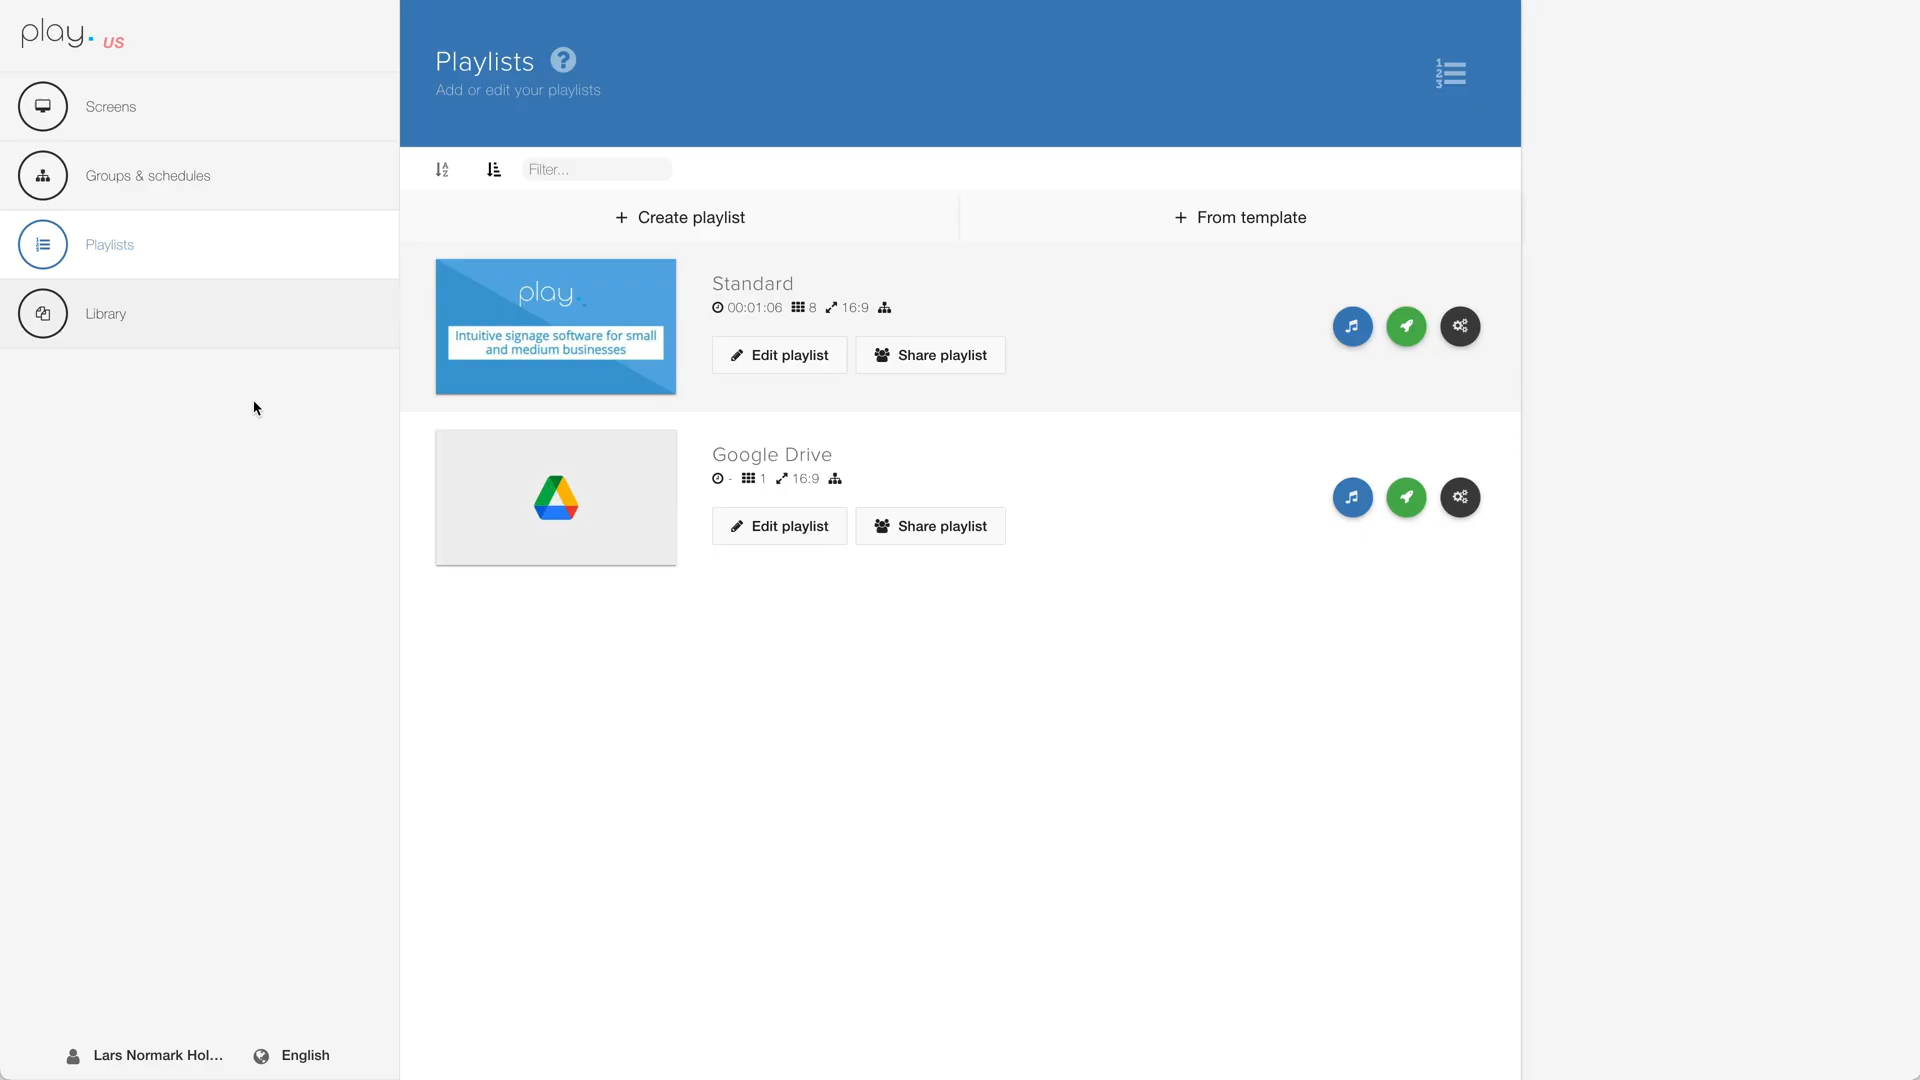 play. US
Screens
Groups & schedules
Playlists
Library
Lars Normark Hol...
English
Playlists ?
Add or edit your playlists
Filter...
+ Create playlist
+ From template
play.
Intuitive signage software for small
and medium businesses
Standard
00:01:06 8 16:9
Edit playlist
Share playlist
Google Drive
- 1 16:9
Edit playlist
Share playlist